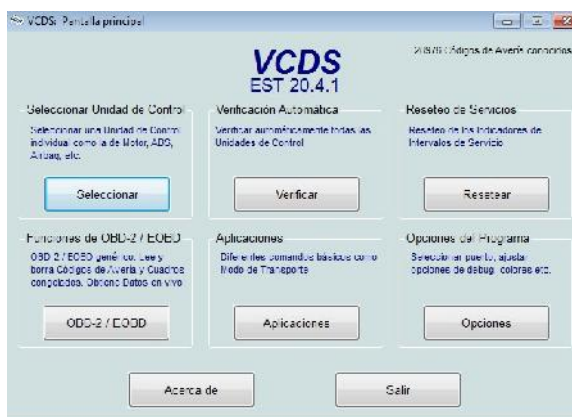 VCDS: Pantalla principal
VCDS
EST 20.4.1
Códigos de Avería conocidos
Seleccionar Unidad de Control
Seleccionar una Unidad de Control
individual como la de Motor, ABS,
Airbag, etc.
Seleccionar
Verificación Automática
Verificar automáticamente todas las
Unidades de Control
Verificar
Reseteo de Servicios
Reseteo de los Indicadores de
Intervalos de Servicio
Resetear
Funciones de OBD-2 / EOBD
OBD-2 / EOBD genérico. Lee y
borra Códigos de Avería y Cuadros
congelados. Obtiene Datos en vivo
OBD-2 / EOBD
Aplicaciones
Diferentes comandos básicos como
Modo de Transporte
Aplicaciones
Opciones del Programa
Seleccionar puerto, ajustar
opciones de debug, colores etc.
Opciones
Acerca de
Salir